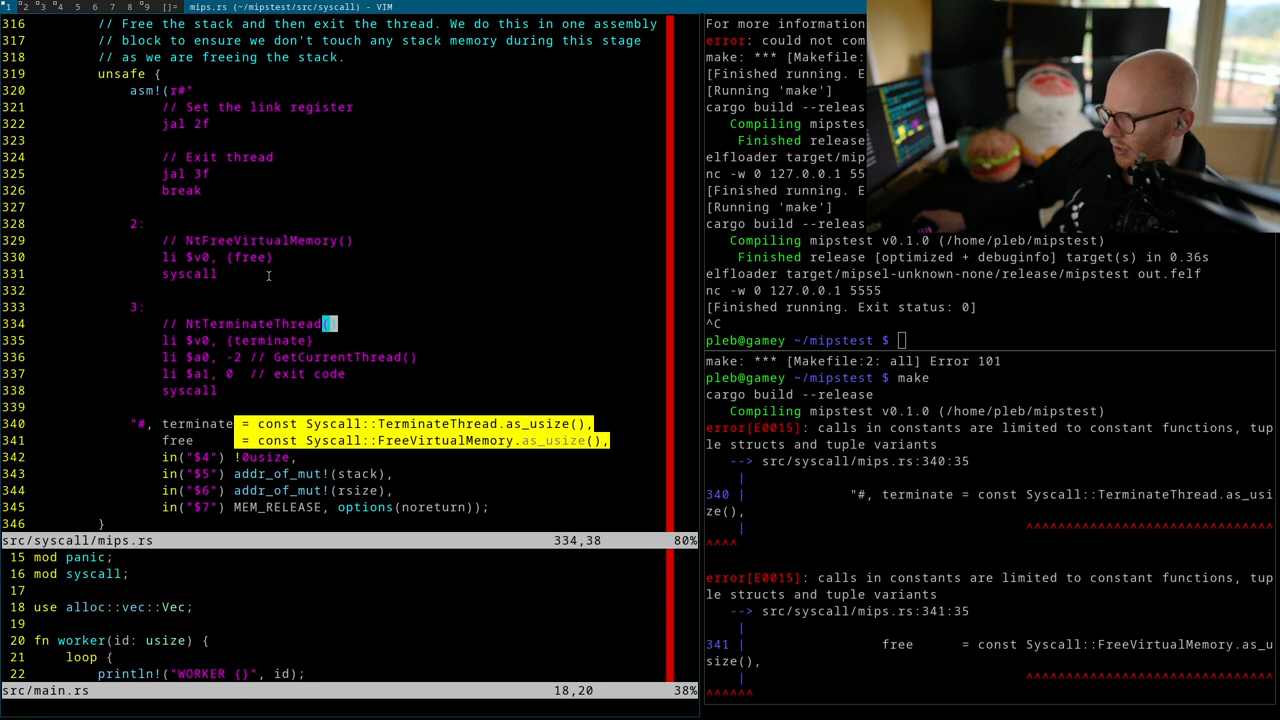 1 2 3 4 5 6 7 8 9 []= mips.rs (~/mipstest/src/syscall) - VIM
316 // Free the stack and then exit the thread. We do this in one assembly
317 // block to ensure we don't touch any stack memory during this stage
318 // as we are freeing the stack.
319 unsafe {
320 asm!(r#"
321 // Set the link register
322 jal 2f
323
324 // Exit thread
325 jal 3f
326 break
327
328 2:
329 // NtFreeVirtualMemory()
330 li $v0, {free}
331 syscall
332
333 3:
334 // NtTerminateThread()
335 li $v0, {terminate}
336 li $a0, -2 // GetCurrentThread()
337 li $a1, 0 // exit code
338 syscall
339
340 "#, terminate = const Syscall::TerminateThread.as_usize(),
341 free = const Syscall::FreeVirtualMemory.as_usize(),
342 in("$4") !0usize,
343 in("$5") addr_of_mut!(stack),
344 in("$6") addr_of_mut!(rsize),
345 in("$7") MEM_RELEASE, options(noreturn));
346 }
src/syscall/mips.rs 334,38 80%
15 mod panic;
16 mod syscall;
17
18 use alloc::vec::Vec;
19
20 fn worker(id: usize) {
21 loop {
22 println!("WORKER {}", id);
src/main.rs 18,20 38%
For more information
error: could not com
make: *** [Makefile:
[Finished running. E
[Running 'make']
cargo build --releas
Compiling mipstes
Finished release
elfloader target/mip
nc -w 0 127.0.0.1 55
[Finished running. E
[Running 'make']
cargo build --releas
Compiling mipstest v0.1.0 (/home/pleb/mipstest)
Finished release [optimized + debuginfo] target(s) in 0.36s
elfloader target/mipsel-unknown-none/release/mipstest out.felf
nc -w 0 127.0.0.1 5555
[Finished running. Exit status: 0]
^C
pleb@gamey ~/mipstest $
make: *** [Makefile:2: all] Error 101
pleb@gamey ~/mipstest $ make
cargo build --release
Compiling mipstest v0.1.0 (/home/pleb/mipstest)
error[E0015]: calls in constants are limited to constant functions, tup
le structs and tuple variants
--> src/syscall/mips.rs:340:35
|
340 | "#, terminate = const Syscall::TerminateThread.as_usi
ze(),
| ^^^^^^^^^^^^^^^^^^^^^^^^^^^^^^^
^^^^
error[E0015]: calls in constants are limited to constant functions, tup
le structs and tuple variants
--> src/syscall/mips.rs:341:35
|
341 | free = const Syscall::FreeVirtualMemory.as_u
size(),
| ^^^^^^^^^^^^^^^^^^^^^^^^^^^^^^^
^^^^^^